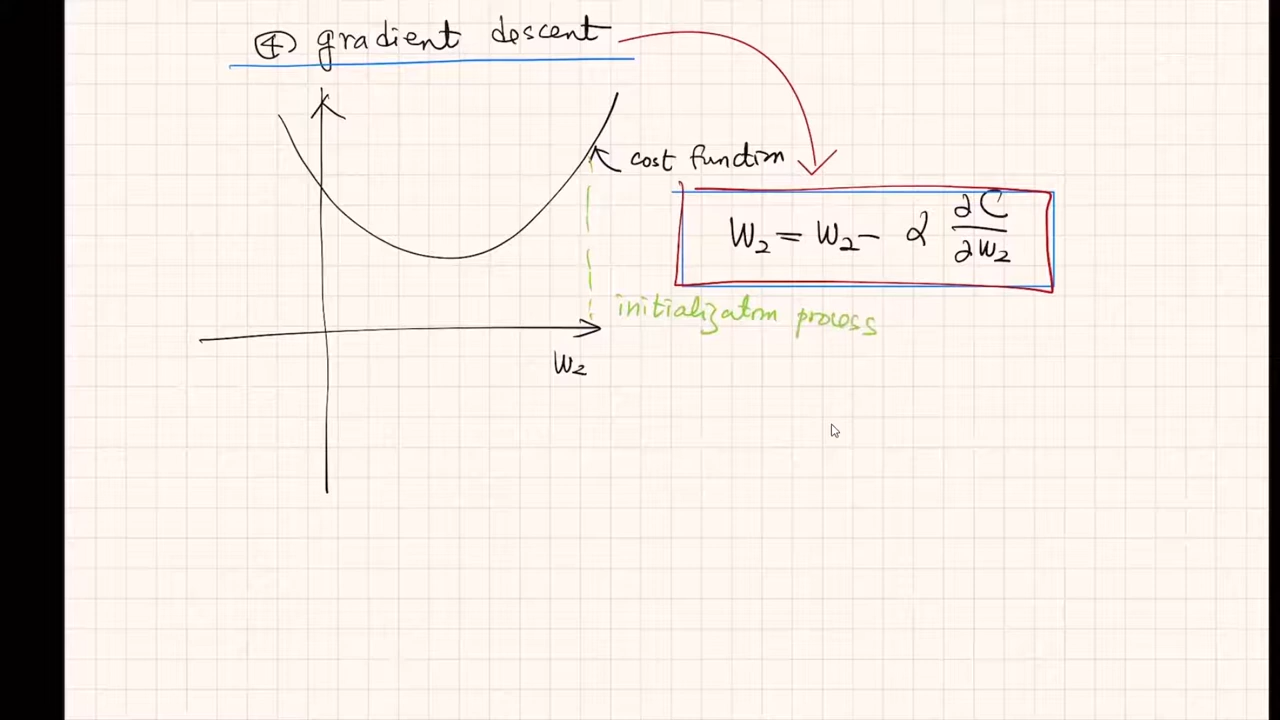 ④ gradient descent
cost function
W₂ = W₂ - α ∂C/∂W₂
initialization process
W₂